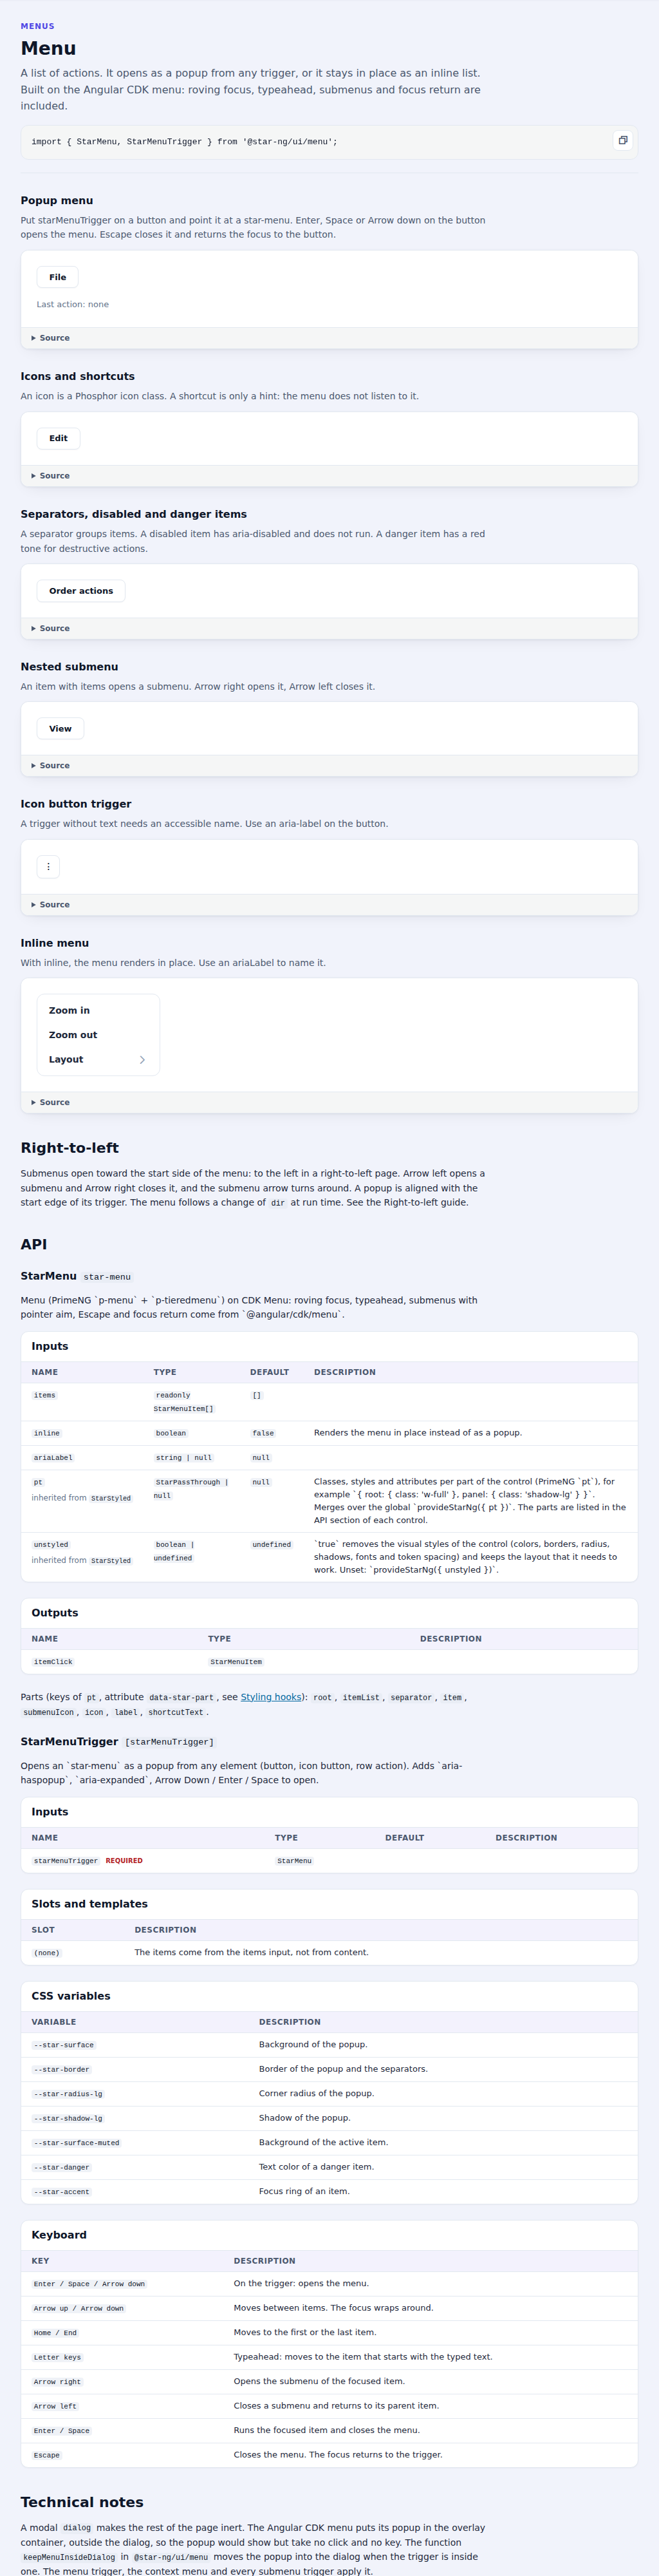 MENUS
Menu
A list of actions. It opens as a popup from any trigger, or it stays in place as an inline list.
Built on the Angular CDK menu: roving focus, typeahead, submenus and focus return are
included.
import { StarMenu, StarMenuTrigger } from '@star-ng/ui/menu';
Popup menu
Put starMenuTrigger on a button and point it at a star-menu. Enter, Space or Arrow down on the button
opens the menu. Escape closes it and returns the focus to the button.
File
Last action: none
Source
Icons and shortcuts
An icon is a Phosphor icon class. A shortcut is only a hint: the menu does not listen to it.
Edit
Source
Separators, disabled and danger items
A separator groups items. A disabled item has aria-disabled and does not run. A danger item has a red
tone for destructive actions.
Order actions
Source
Nested submenu
An item with items opens a submenu. Arrow right opens it, Arrow left closes it.
View
Source
Icon button trigger
A trigger without text needs an accessible name. Use an aria-label on the button.
Source
Inline menu
With inline, the menu renders in place. Use an ariaLabel to name it.
Zoom in
Zoom out
Layout
Source
Right-to-left
Submenus open toward the start side of the menu: to the left in a right-to-left page. Arrow left opens a
submenu and Arrow right closes it, and the submenu arrow turns around. A popup is aligned with the
start edge of its trigger. The menu follows a change of dir at run time. See the Right-to-left guide.
API
StarMenu star-menu
Menu (PrimeNG `p-menu` + `p-tieredmenu`) on CDK Menu: roving focus, typeahead, submenus with
pointer aim, Escape and focus return come from `@angular/cdk/menu`.
Inputs
NAME TYPE DEFAULT DESCRIPTION
items readonly StarMenuItem[] []
inline boolean false Renders the menu in place instead of as a popup.
ariaLabel string | null null
pt inherited from StarStyled StarPassThrough | null null Classes, styles and attributes per part of the control (PrimeNG `pt`), for
example `{ root: { class: 'w-full' }, panel: { class: 'shadow-lg' } }`.
Merges over the global `provideStarNg({ pt })`. The parts are listed in the
API section of each control.
unstyled inherited from StarStyled boolean | undefined undefined `true` removes the visual styles of the control (colors, borders, radius,
shadows, fonts and token spacing) and keeps the layout that it needs to
work. Unset: `provideStarNg({ unstyled })`.
Outputs
NAME TYPE DESCRIPTION
itemClick StarMenuItem
Parts (keys of pt, attribute data-star-part, see Styling hooks): root, itemList, separator, item,
submenuIcon, icon, label, shortcutText.
StarMenuTrigger [starMenuTrigger]
Opens an `star-menu` as a popup from any element (button, icon button, row action). Adds `aria-
haspopup`, `aria-expanded`, Arrow Down / Enter / Space to open.
Inputs
NAME TYPE DEFAULT DESCRIPTION
starMenuTrigger REQUIRED StarMenu
Slots and templates
SLOT DESCRIPTION
(none) The items come from the items input, not from content.
CSS variables
VARIABLE DESCRIPTION
--star-surface Background of the popup.
--star-border Border of the popup and the separators.
--star-radius-lg Corner radius of the popup.
--star-shadow-lg Shadow of the popup.
--star-surface-muted Background of the active item.
--star-danger Text color of a danger item.
--star-accent Focus ring of an item.
Keyboard
KEY DESCRIPTION
Enter / Space / Arrow down On the trigger: opens the menu.
Arrow up / Arrow down Moves between items. The focus wraps around.
Home / End Moves to the first or the last item.
Letter keys Typeahead: moves to the item that starts with the typed text.
Arrow right Opens the submenu of the focused item.
Arrow left Closes a submenu and returns to its parent item.
Enter / Space Runs the focused item and closes the menu.
Escape Closes the menu. The focus returns to the trigger.
Technical notes
A modal dialog makes the rest of the page inert. The Angular CDK menu puts its popup in the overlay
container, outside the dialog, so the popup would show but take no click and no key. The function
keepMenuInsideDialog in @star-ng/ui/menu moves the popup into the dialog when the trigger is inside
one. The menu trigger, the context menu and every submenu trigger apply it.